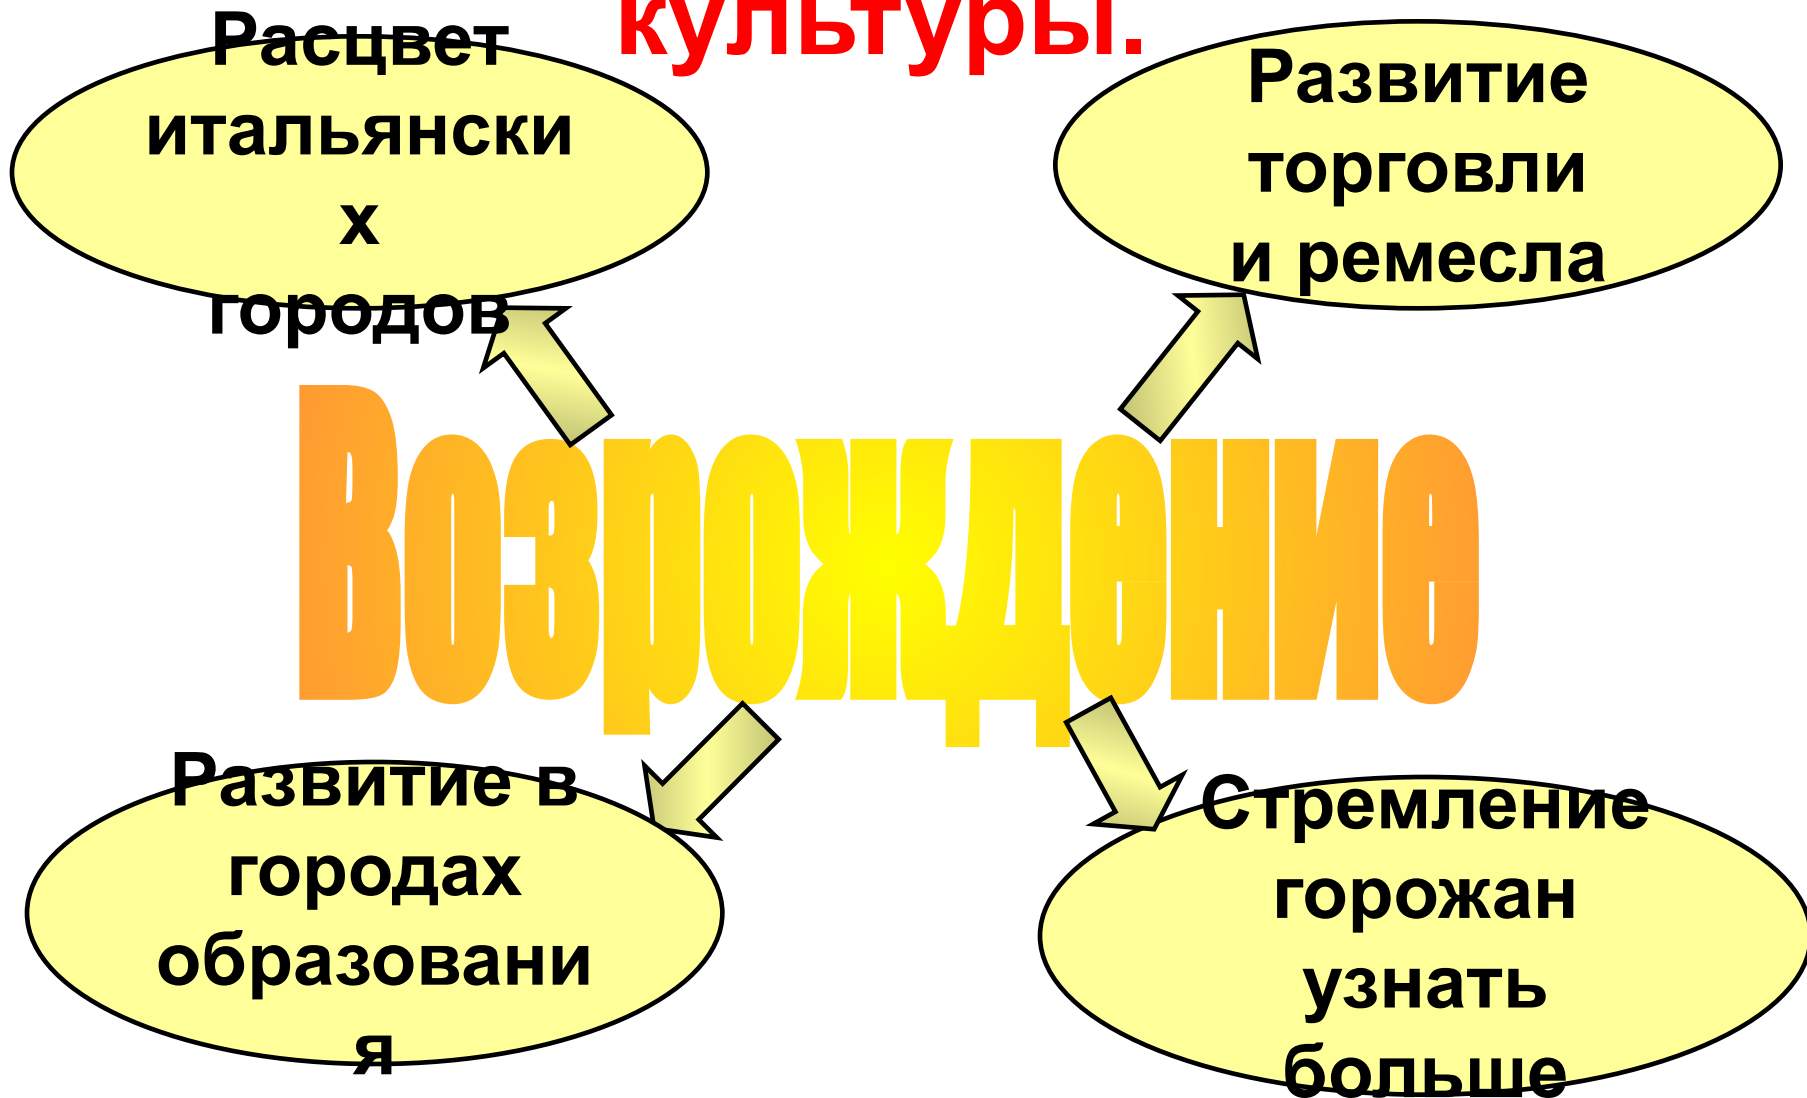 культуры.
Расцвет
итальянски
х
городов
Развитие
торговли
и ремесла
Возрождение
Развитие в
городах
образовани
я
Стремление
горожан
узнать
больше